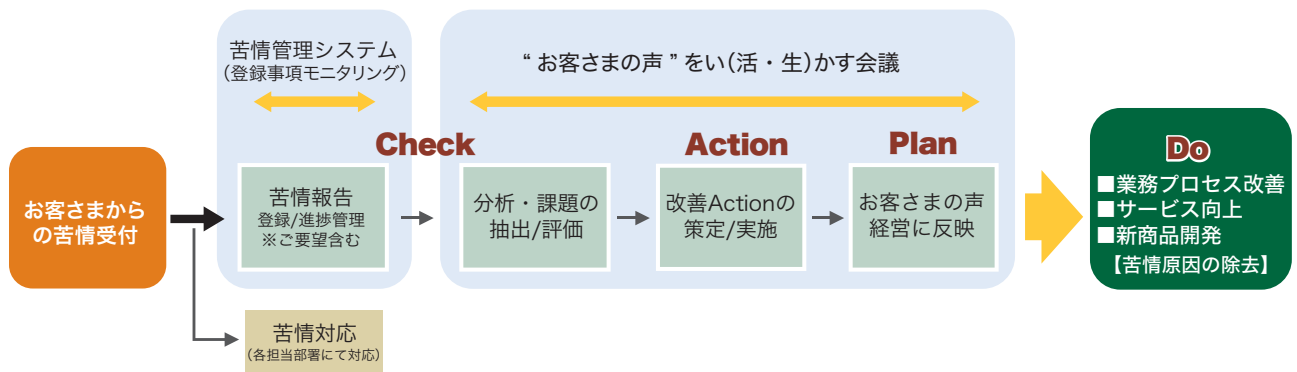 お客さまから
の苦情受付
苦情管理システム
(登録事項モニタリング)
苦情報告
登録/進捗管理
※ご要望含む
苦情対応
(各担当部署にて対応)
“ お客さまの声 ” をい(活・生)かす会議
Check
分析・課題の
抽出/評価
Action
改善Actionの
策定/実施
Plan
お客さまの声
経営に反映
Do
■業務プロセス改善
■サービス向上
■新商品開発
【苦情原因の除去】